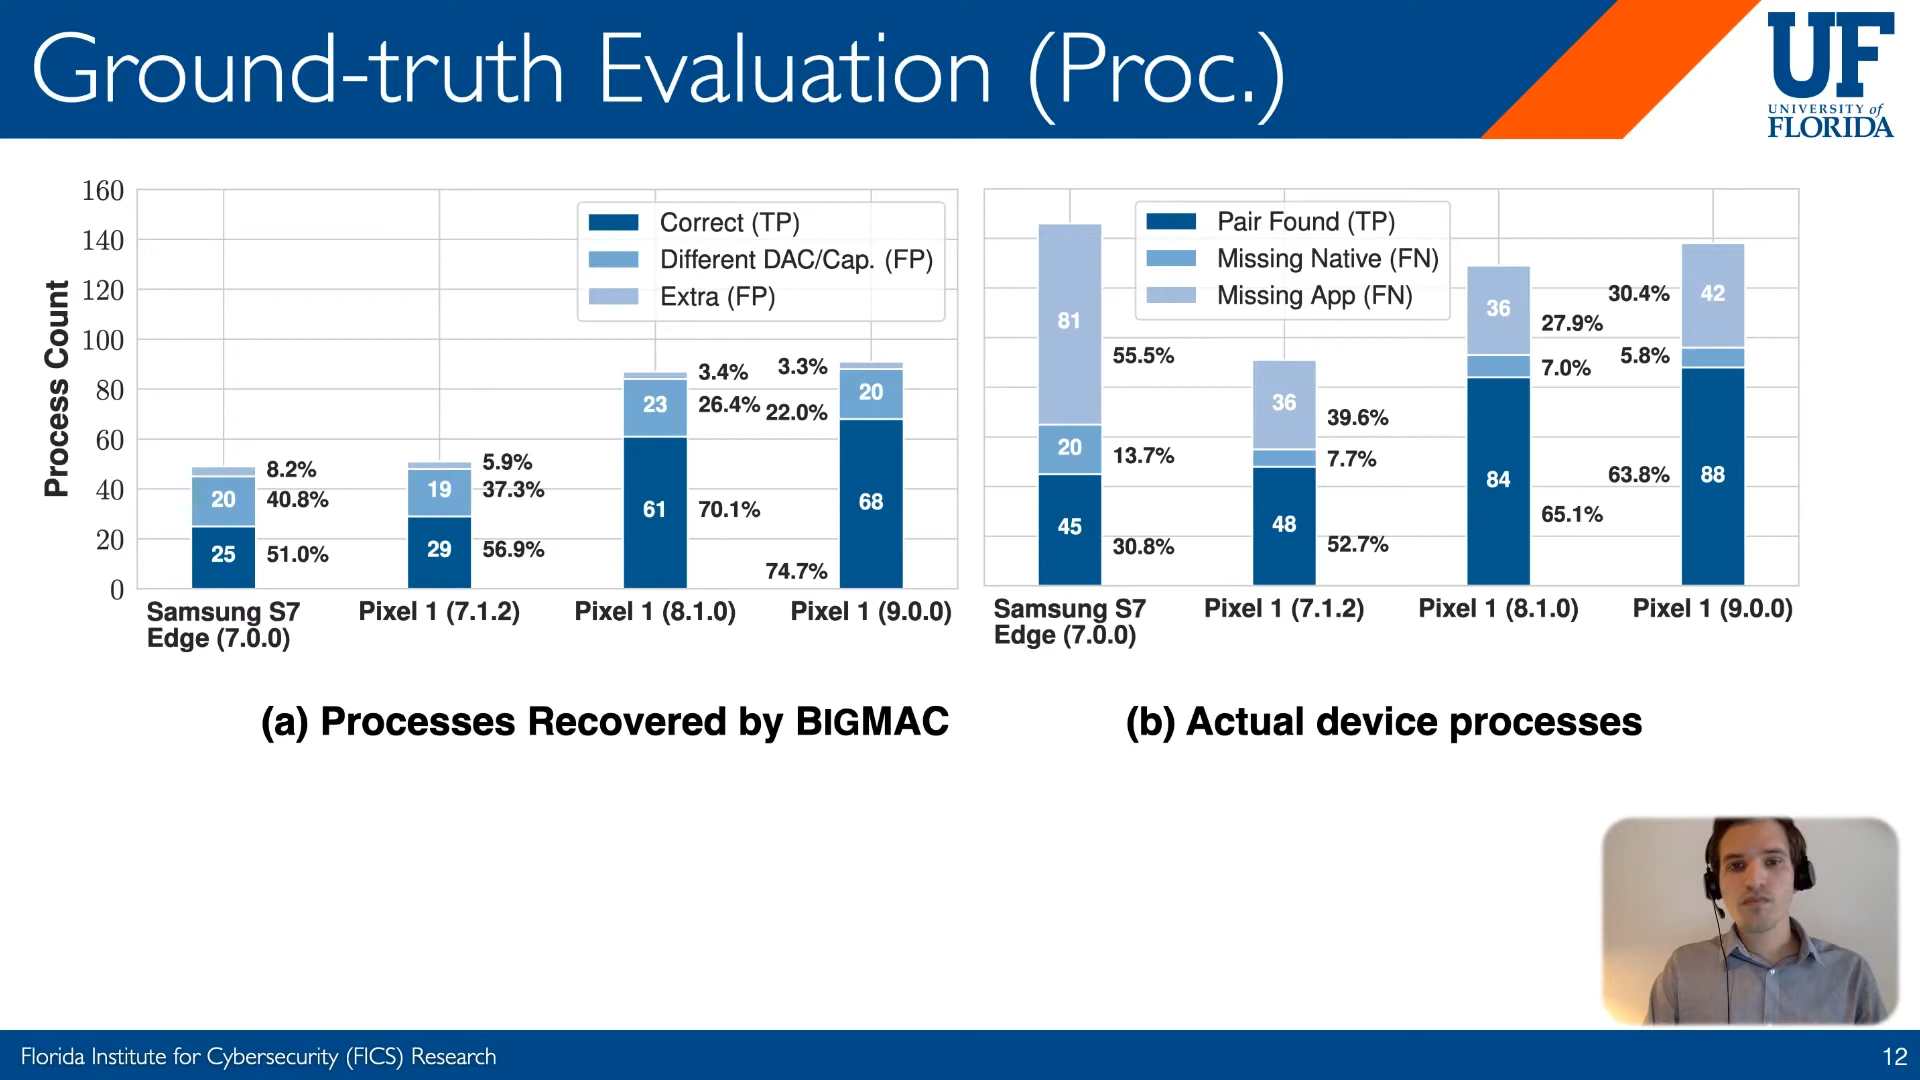 Ground-truth Evaluation (Proc.)
UF
UNIVERSITY of
FLORIDA
Process Count
160
140
120
100
80
60
40
20
0
Correct (TP)
Different DAC/Cap. (FP)
Extra (FP)
8.2%
20
40.8%
25
51.0%
5.9%
19
37.3%
29
56.9%
3.4%
23
26.4%
61
70.1%
3.3%
20
22.0%
68
74.7%
Samsung S7
Edge (7.0.0)
Pixel 1 (7.1.2)
Pixel 1 (8.1.0)
Pixel 1 (9.0.0)
(a) Processes Recovered by BIGMAC
Pair Found (TP)
Missing Native (FN)
Missing App (FN)
81
55.5%
20
13.7%
45
30.8%
36
39.6%
7.7%
48
52.7%
36
27.9%
7.0%
84
65.1%
42
30.4%
5.8%
88
63.8%
Samsung S7
Edge (7.0.0)
Pixel 1 (7.1.2)
Pixel 1 (8.1.0)
Pixel 1 (9.0.0)
(b) Actual device processes
Florida Institute for Cybersecurity (FICS) Research
12